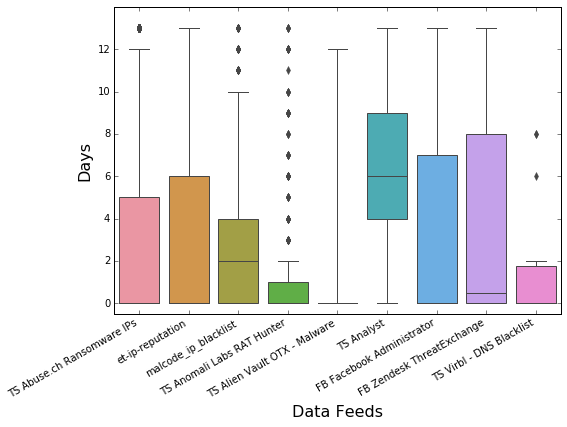 12
10
8
6
4
2
0
Days
TS Abuse.ch Ransomware IPs
et-ip-reputation
malcode_ip_blacklist
TS Anomali Labs RAT Hunter
TS Alien Vault OTX - Malware
TS Analyst
FB Facebook Administrator
FB Zendesk ThreatExchange
TS Virbl - DNS Blacklist
Data Feeds